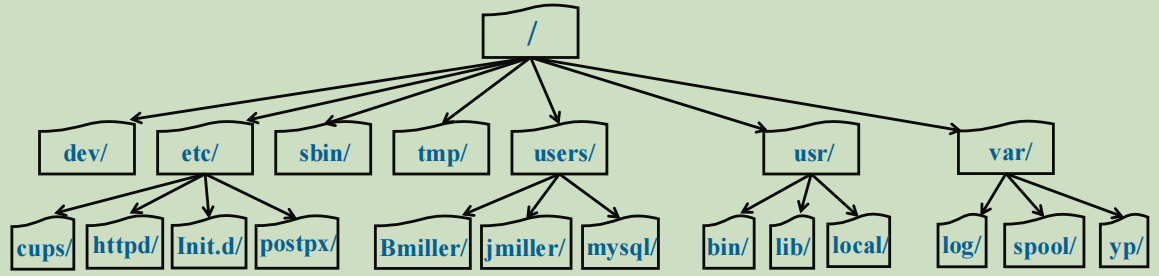 /
dev/ etc/ sbin/ tmp/ users/ usr/ var/
cups/ httpd/ Init.d/ postpx/ Bmiller/ jmiller/ mysql/ bin/ lib/ local/ log/ spool/ yp/